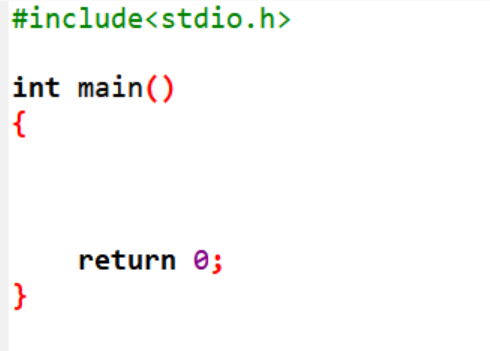 #include<stdio.h>
int main()
{
return 0;
}